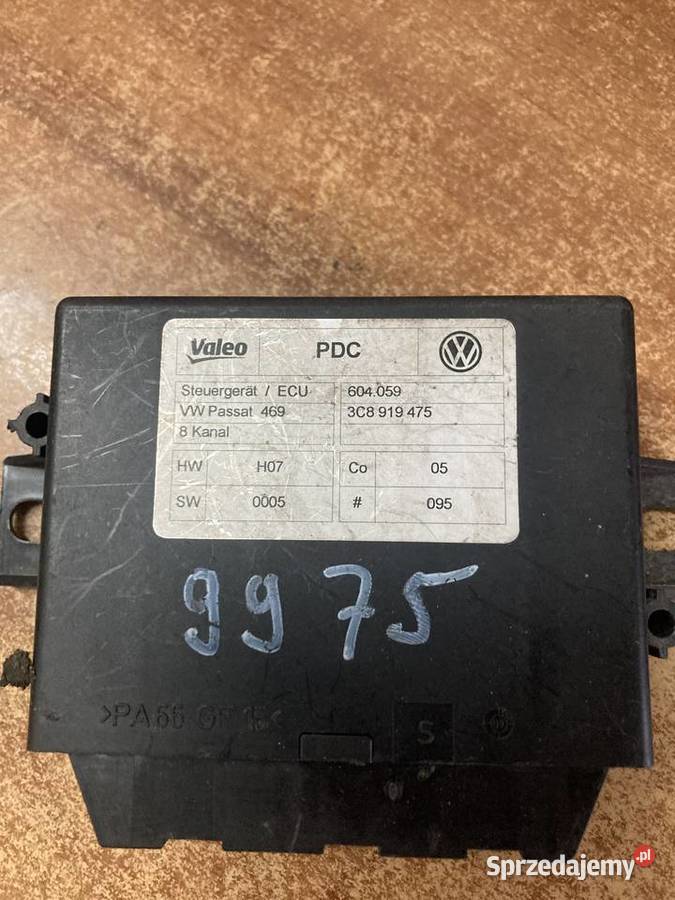 Valeo PDC
Steuergerät / ECU 604.059
VW Passat 469 3C8 919 475
8 Kanal
HW H07 Co 05
SW 0005 # 095
9975
S
Sprzedajemy.pl